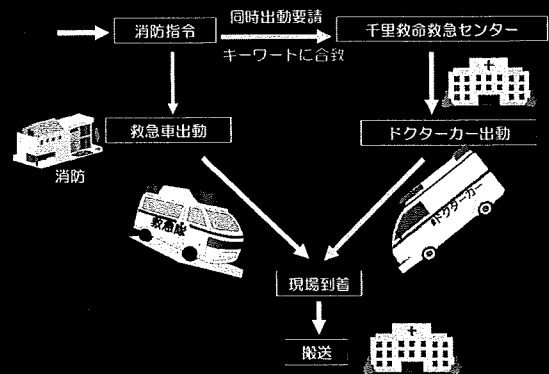 同時出動要請
消防指令
千里救命救急センター
キーワードに合致
救急車出動
ドクターカー出動
消防
救急隊
ドクターカー
現場到着
搬送